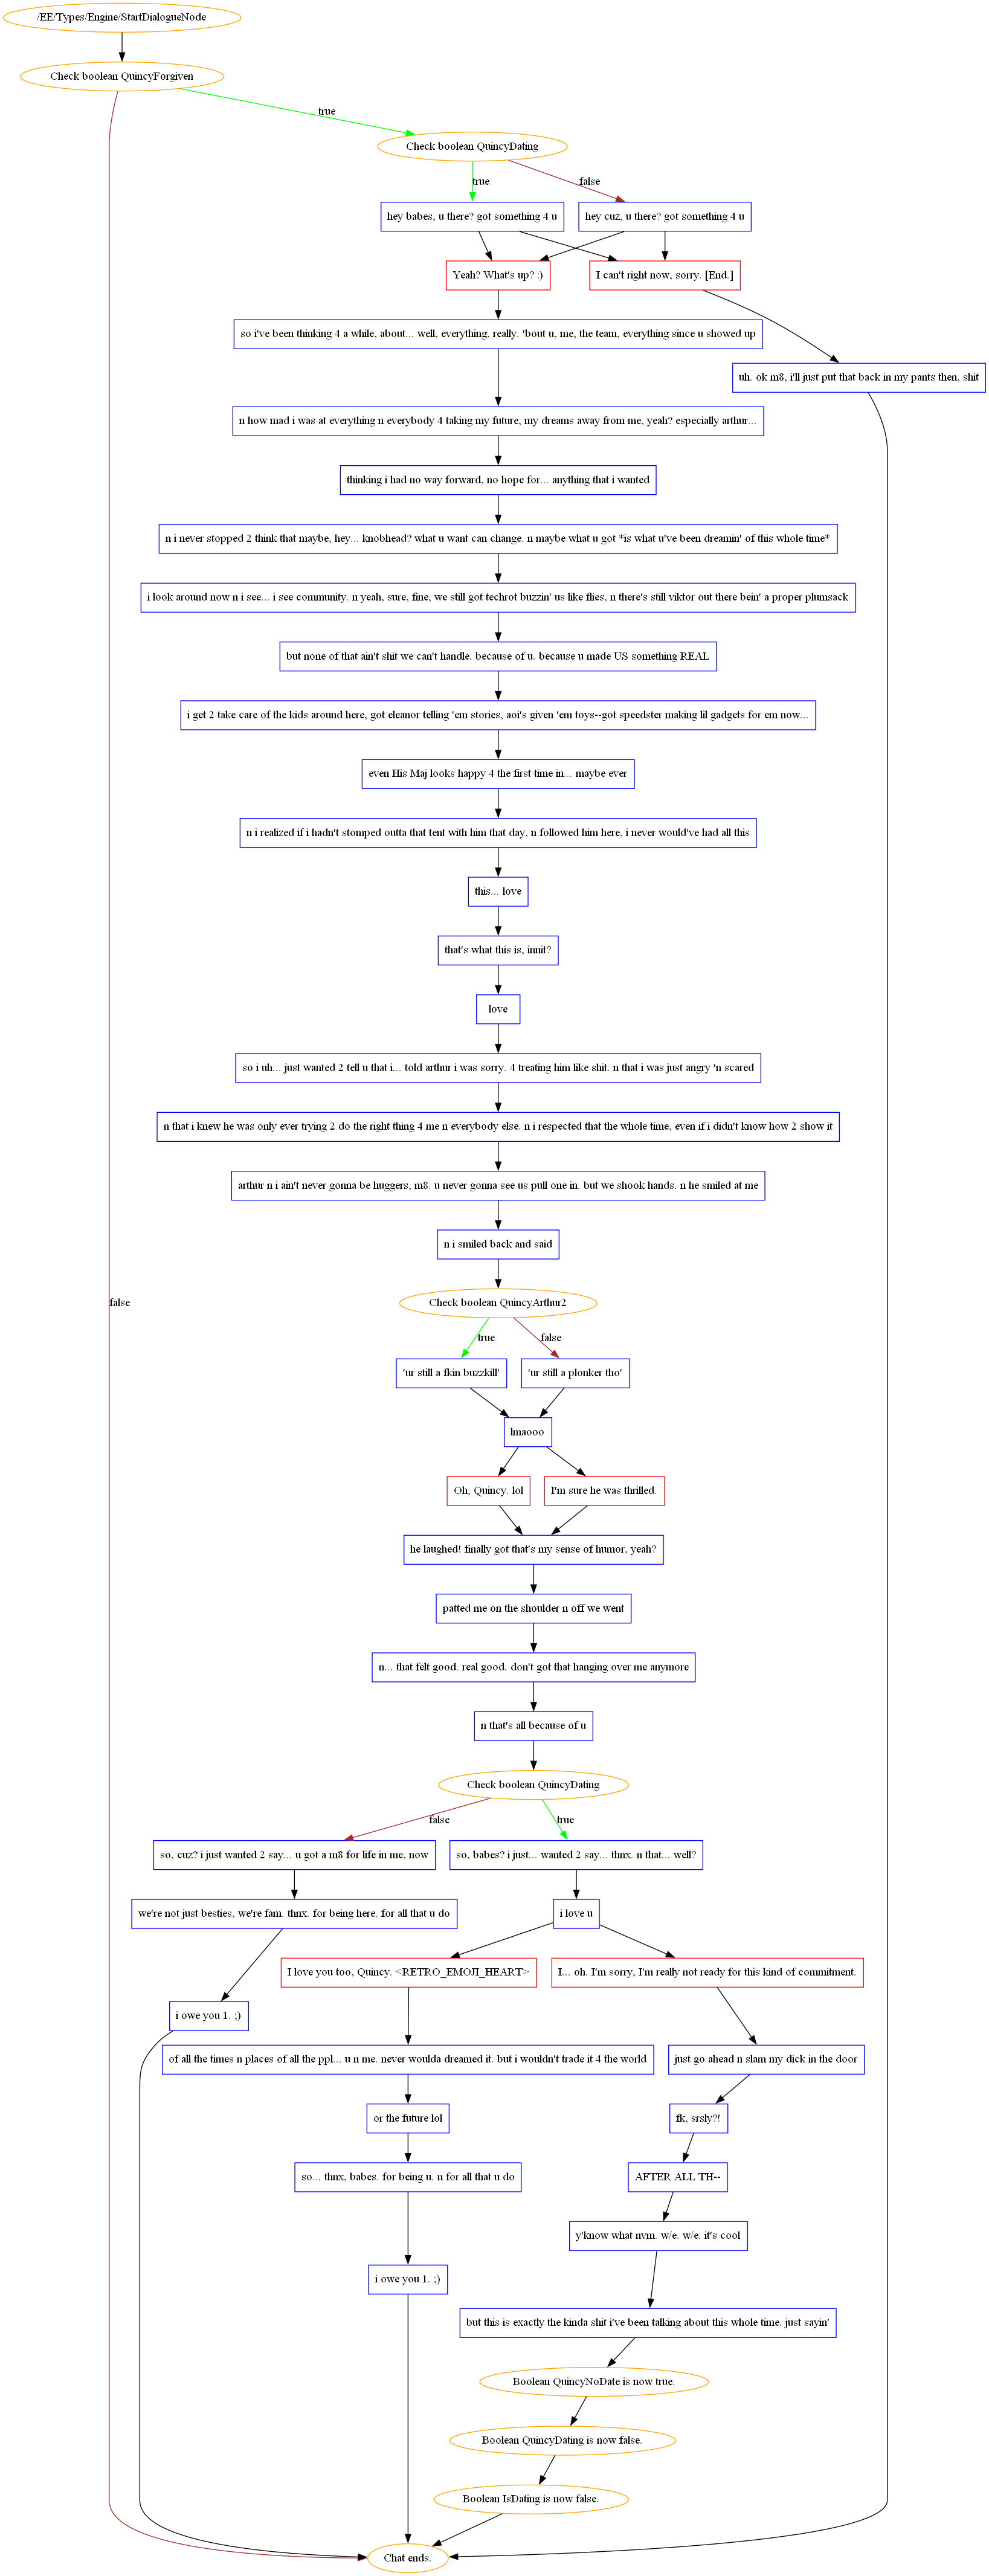 /EE/Types/Engine/StartDialogueNode
Check boolean QuincyForgiven
true
Check boolean QuincyDating
true
false
hey babes, u there? got something 4 u
hey cuz, u there? got something 4 u
Yeah? What's up? :)
I can't right now, sorry. [End.]
so i've been thinking 4 a while, about... well, everything, really. 'bout u, me, the team, everything since u showed up
uh. ok m8, i'll just put that back in my pants then, shit
n how mad i was at everything n everybody 4 taking my future, my dreams away from me, yeah? especially arthur...
thinking i had no way forward, no hope for... anything that i wanted
n i never stopped 2 think that maybe, hey... knobhead? what u want can change. n maybe what u got *is what u've been dreamin' of this whole time*
i look around now n i see... i see community. n yeah, sure, fine, we still got techrot buzzin' us like flies, n there's still viktor out there bein' a proper plumsack
but none of that ain't shit we can't handle. because of u. because u made US something REAL
i get 2 take care of the kids around here, got eleanor telling 'em stories, aoi's given 'em toys--got speedster making lil gadgets for em now...
even His Maj looks happy 4 the first time in... maybe ever
n i realized if i hadn't stomped outta that tent with him that day, n followed him here, i never would've had all this
this... love
that's what this is, innit?
love
so i uh... just wanted 2 tell u that i... told arthur i was sorry. 4 treating him like shit. n that i was just angry 'n scared
n that i knew he was only ever trying 2 do the right thing 4 me n everybody else. n i respected that the whole time, even if i didn't know how 2 show it
arthur n i ain't never gonna be huggers, m8. u never gonna see us pull one in. but we shook hands. n he smiled at me
n i smiled back and said
Check boolean QuincyArthur2
false
true
false
'ur still a fkin buzzkill'
'ur still a plonker tho'
lmaooo
Oh, Quincy. lol
I'm sure he was thrilled.
he laughed! finally got that's my sense of humor, yeah?
patted me on the shoulder n off we went
n... that felt good. real good. don't got that hanging over me anymore
n that's all because of u
Check boolean QuincyDating
false
true
so, cuz? i just wanted 2 say... u got a m8 for life in me, now
so, babes? i just... wanted 2 say... thnx. n that... well?
we're not just besties, we're fam. thnx. for being here. for all that u do
i love u
I love you too, Quincy. <RETRO_EMOJI_HEART>
I... oh. I'm sorry, I'm really not ready for this kind of commitment.
i owe you 1. ;)
of all the times n places of all the ppl... u n me. never woulda dreamed it. but i wouldn't trade it 4 the world
just go ahead n slam my dick in the door
or the future lol
fk, srsly?!
so... thnx, babes. for being u. n for all that u do
AFTER ALL TH--
y'know what nvm. w/e. w/e. it's cool
i owe you 1. ;)
but this is exactly the kinda shit i've been talking about this whole time. just sayin'
Boolean QuincyNoDate is now true.
Boolean QuincyDating is now false.
Boolean IsDating is now false.
Chat ends.